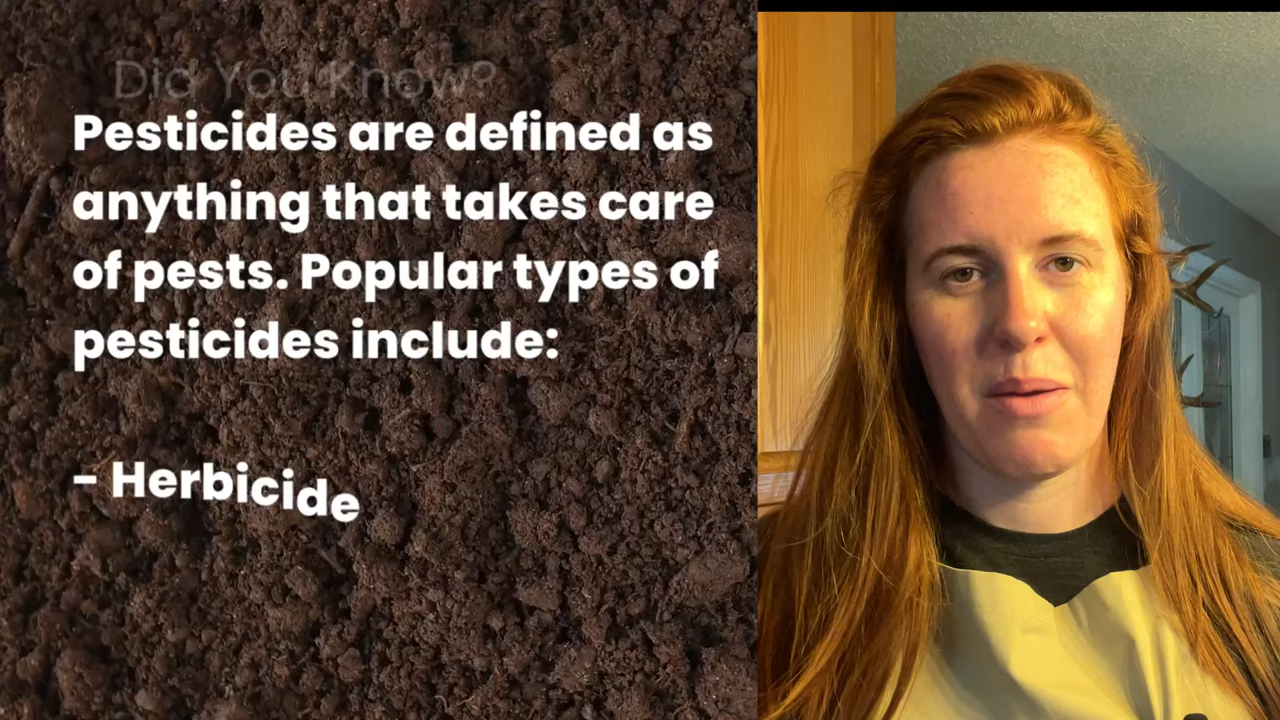 Did You Know?
Pesticides are defined as
anything that takes care
of pests. Popular types of
pesticides include:
- Herbicide